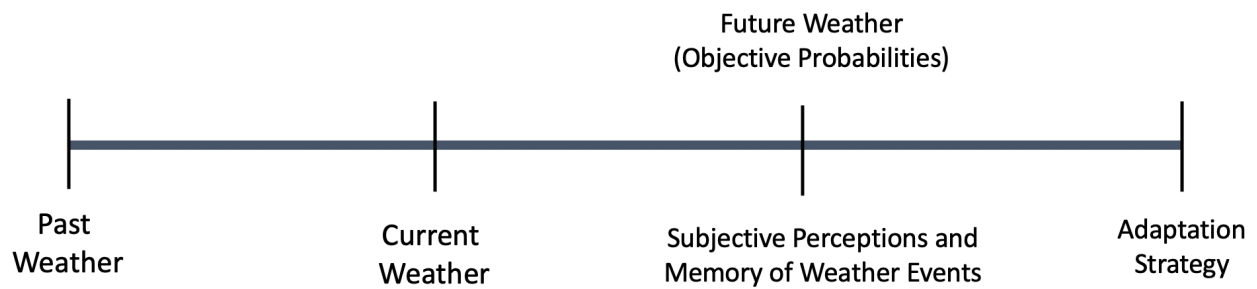 Future Weather
(Objective Probabilities)
Past
Weather
Current
Weather
Subjective Perceptions and
Memory of Weather Events
Adaptation
Strategy